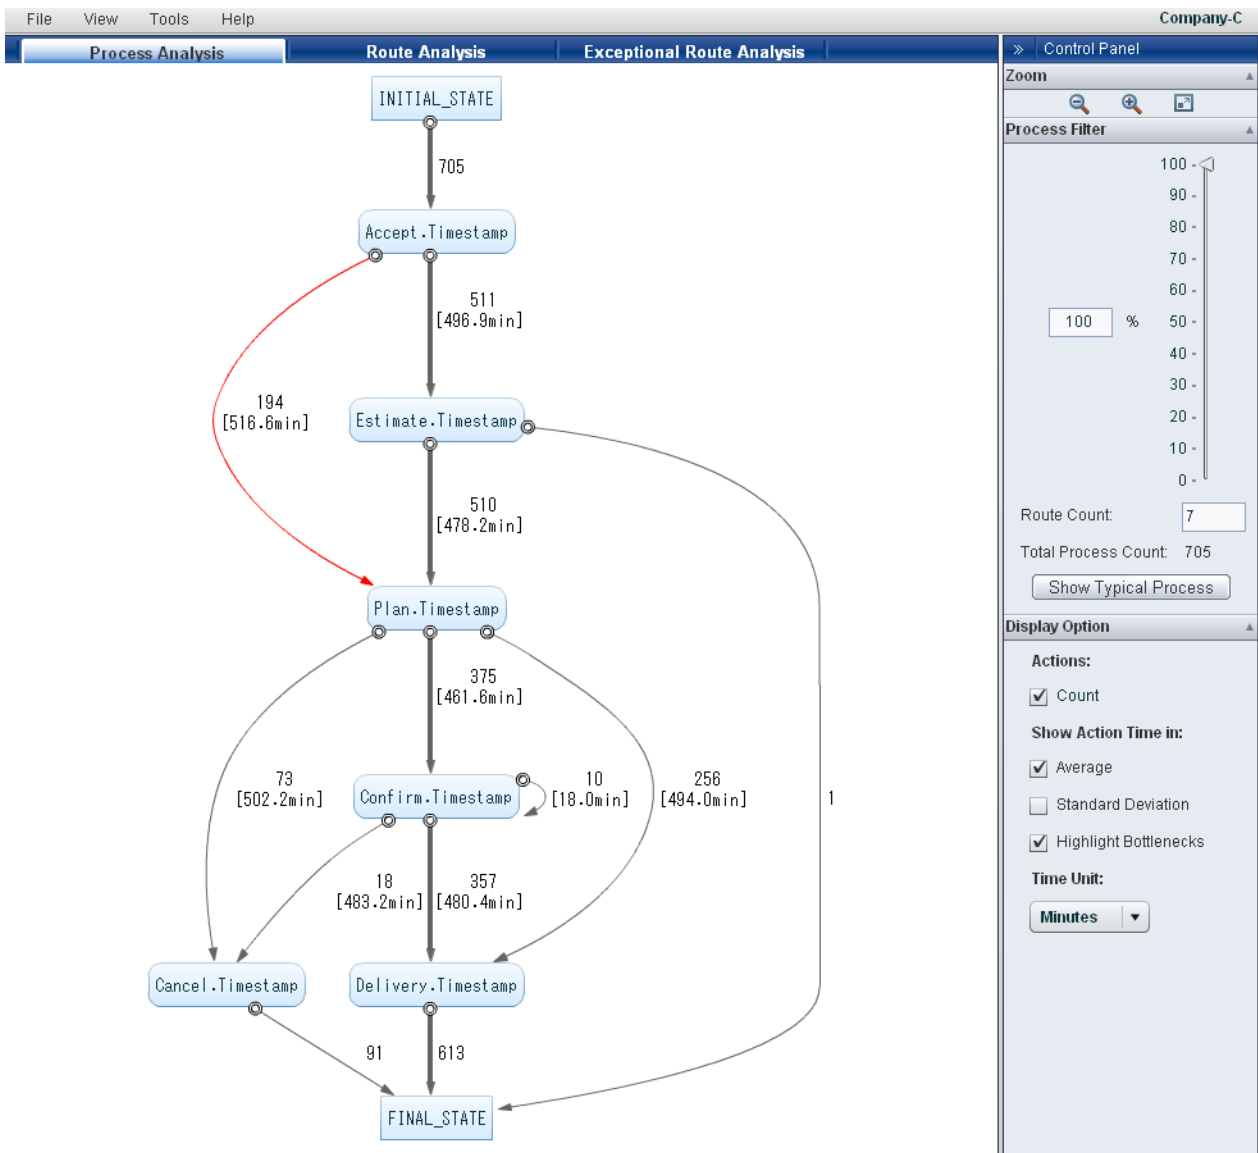 File View Tools Help Company-C
Process Analysis Route Analysis Exceptional Route Analysis
» Control Panel
Zoom
Process Filter
100
90
80
70
60
50
40
30
20
10
0
100 %
Route Count: 7
Total Process Count: 705
Show Typical Process
Display Option
Actions:
Count
Show Action Time in:
Average
Standard Deviation
Highlight Bottlenecks
Time Unit:
Minutes
INITIAL_STATE
705
Accept.Timestamp
511
[496.9min]
194
[516.6min]
Estimate.Timestamp
510
[478.2min]
Plan.Timestamp
375
[461.6min]
73
[502.2min]
Confirm.Timestamp
10
[18.0min]
256
[494.0min]
1
18
[483.2min]
357
[480.4min]
Cancel.Timestamp
Delivery.Timestamp
91
613
FINAL_STATE